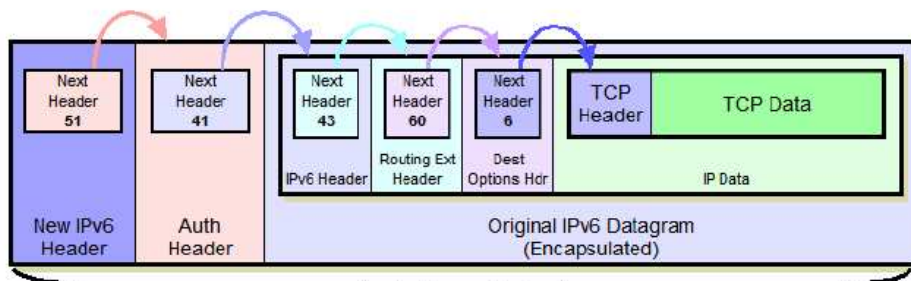 Next
Header
51
Next
Header
41
Next
Header
43
Next
Header
60
Next
Header
6
TCP
Header
TCP Data
IPv6 Header
Routing Ext
Header
Dest
Options Hdr
IP Data
New IPv6
Header
Auth
Header
Original IPv6 Datagram
(Encapsulated)